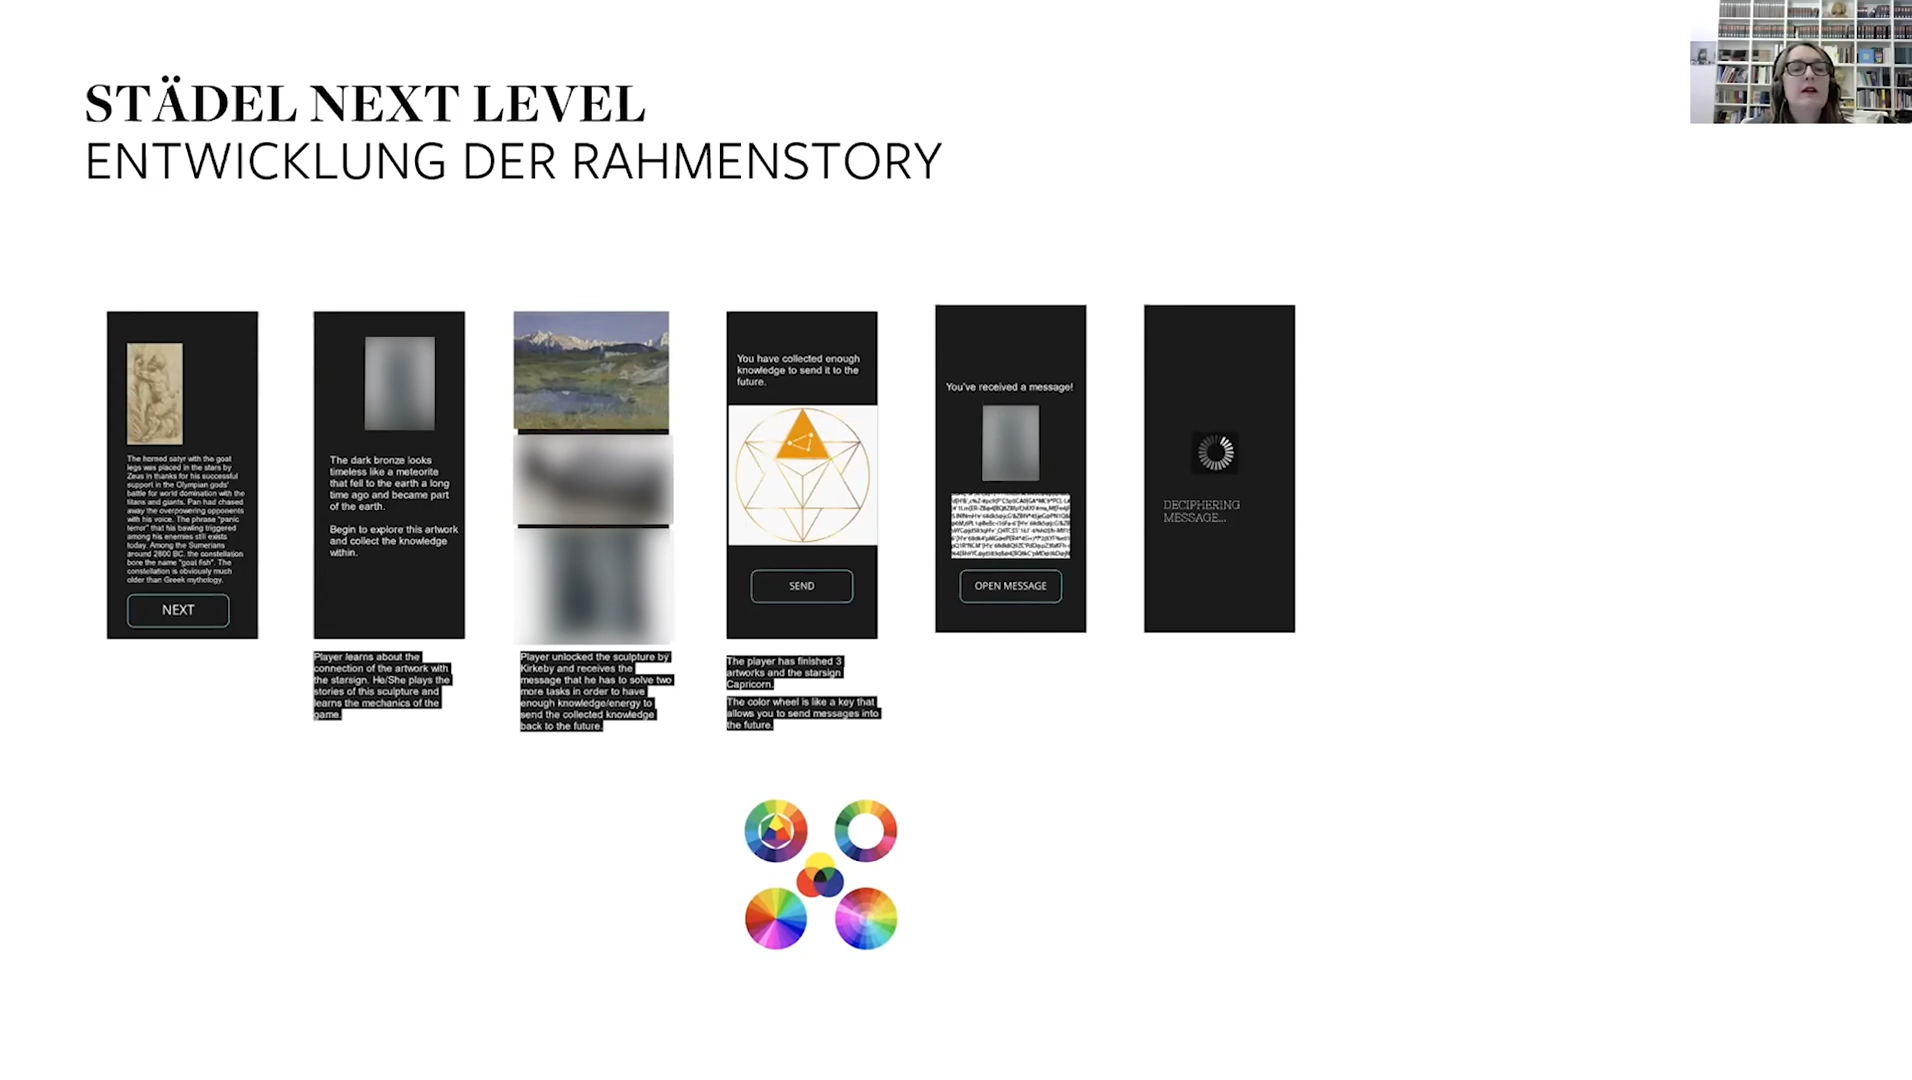 STÄDEL NEXT LEVEL
ENTWICKLUNG DER RAHMENSTORY
The horned satyr with the goat
legs was placed in the stars by
Zeus in thanks for his successful
support in the Olympian gods'
battle for world domination with the
titans and giants. Pan had chased
away the overpowering opponents
with his voice. The phrase "panic
terror" that his bawling triggered
among his enemies still exists
today. Among the Sumerians
around 2800 BC. the constellation
bore the name "goat fish". The
constellation is obviously much
older than Greek mythology.
NEXT
The dark bronze looks
timeless like a meteorite
that fell to the earth a long
time ago and became part
of the earth.
Begin to explore this artwork
and collect the knowledge
within.
Player learns about the
connection of the artwork with
the starsign. He/She plays the
stories of this sculpture and
learns the mechanics of the
game.
Player unlocked the sculpture by
Kirkeby and receives the
message that he has to solve two
more tasks in order to have
enough knowledge/energy to
send the collected knowledge
back to the future.
You have collected enough
knowledge to send it to the
future.
SEND
The player has finished 3
artworks and the starsign
Capricorn.
The color wheel is like a key that
allows you to send messages into
the future.
You've received a message!
OPEN MESSAGE
DECIPHERING
MESSAGE...